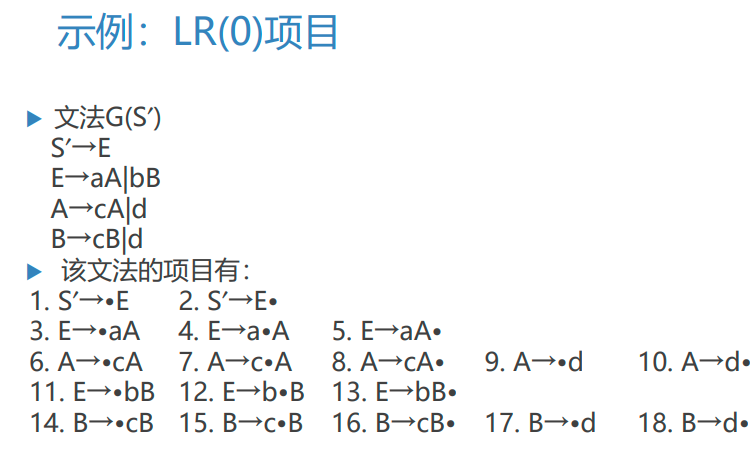 示例：LR(0)项目
文法G(S′)
S′→E
E→aA|bB
A→cA|d
B→cB|d
该文法的项目有：
1. S′→•E 2. S′→E•
3. E→•aA 4. E→a•A 5. E→aA•
6. A→•cA 7. A→c•A 8. A→cA• 9. A→•d 10. A→d•
11. E→•bB 12. E→b•B 13. E→bB•
14. B→•cB 15. B→c•B 16. B→cB• 17. B→•d 18. B→d•